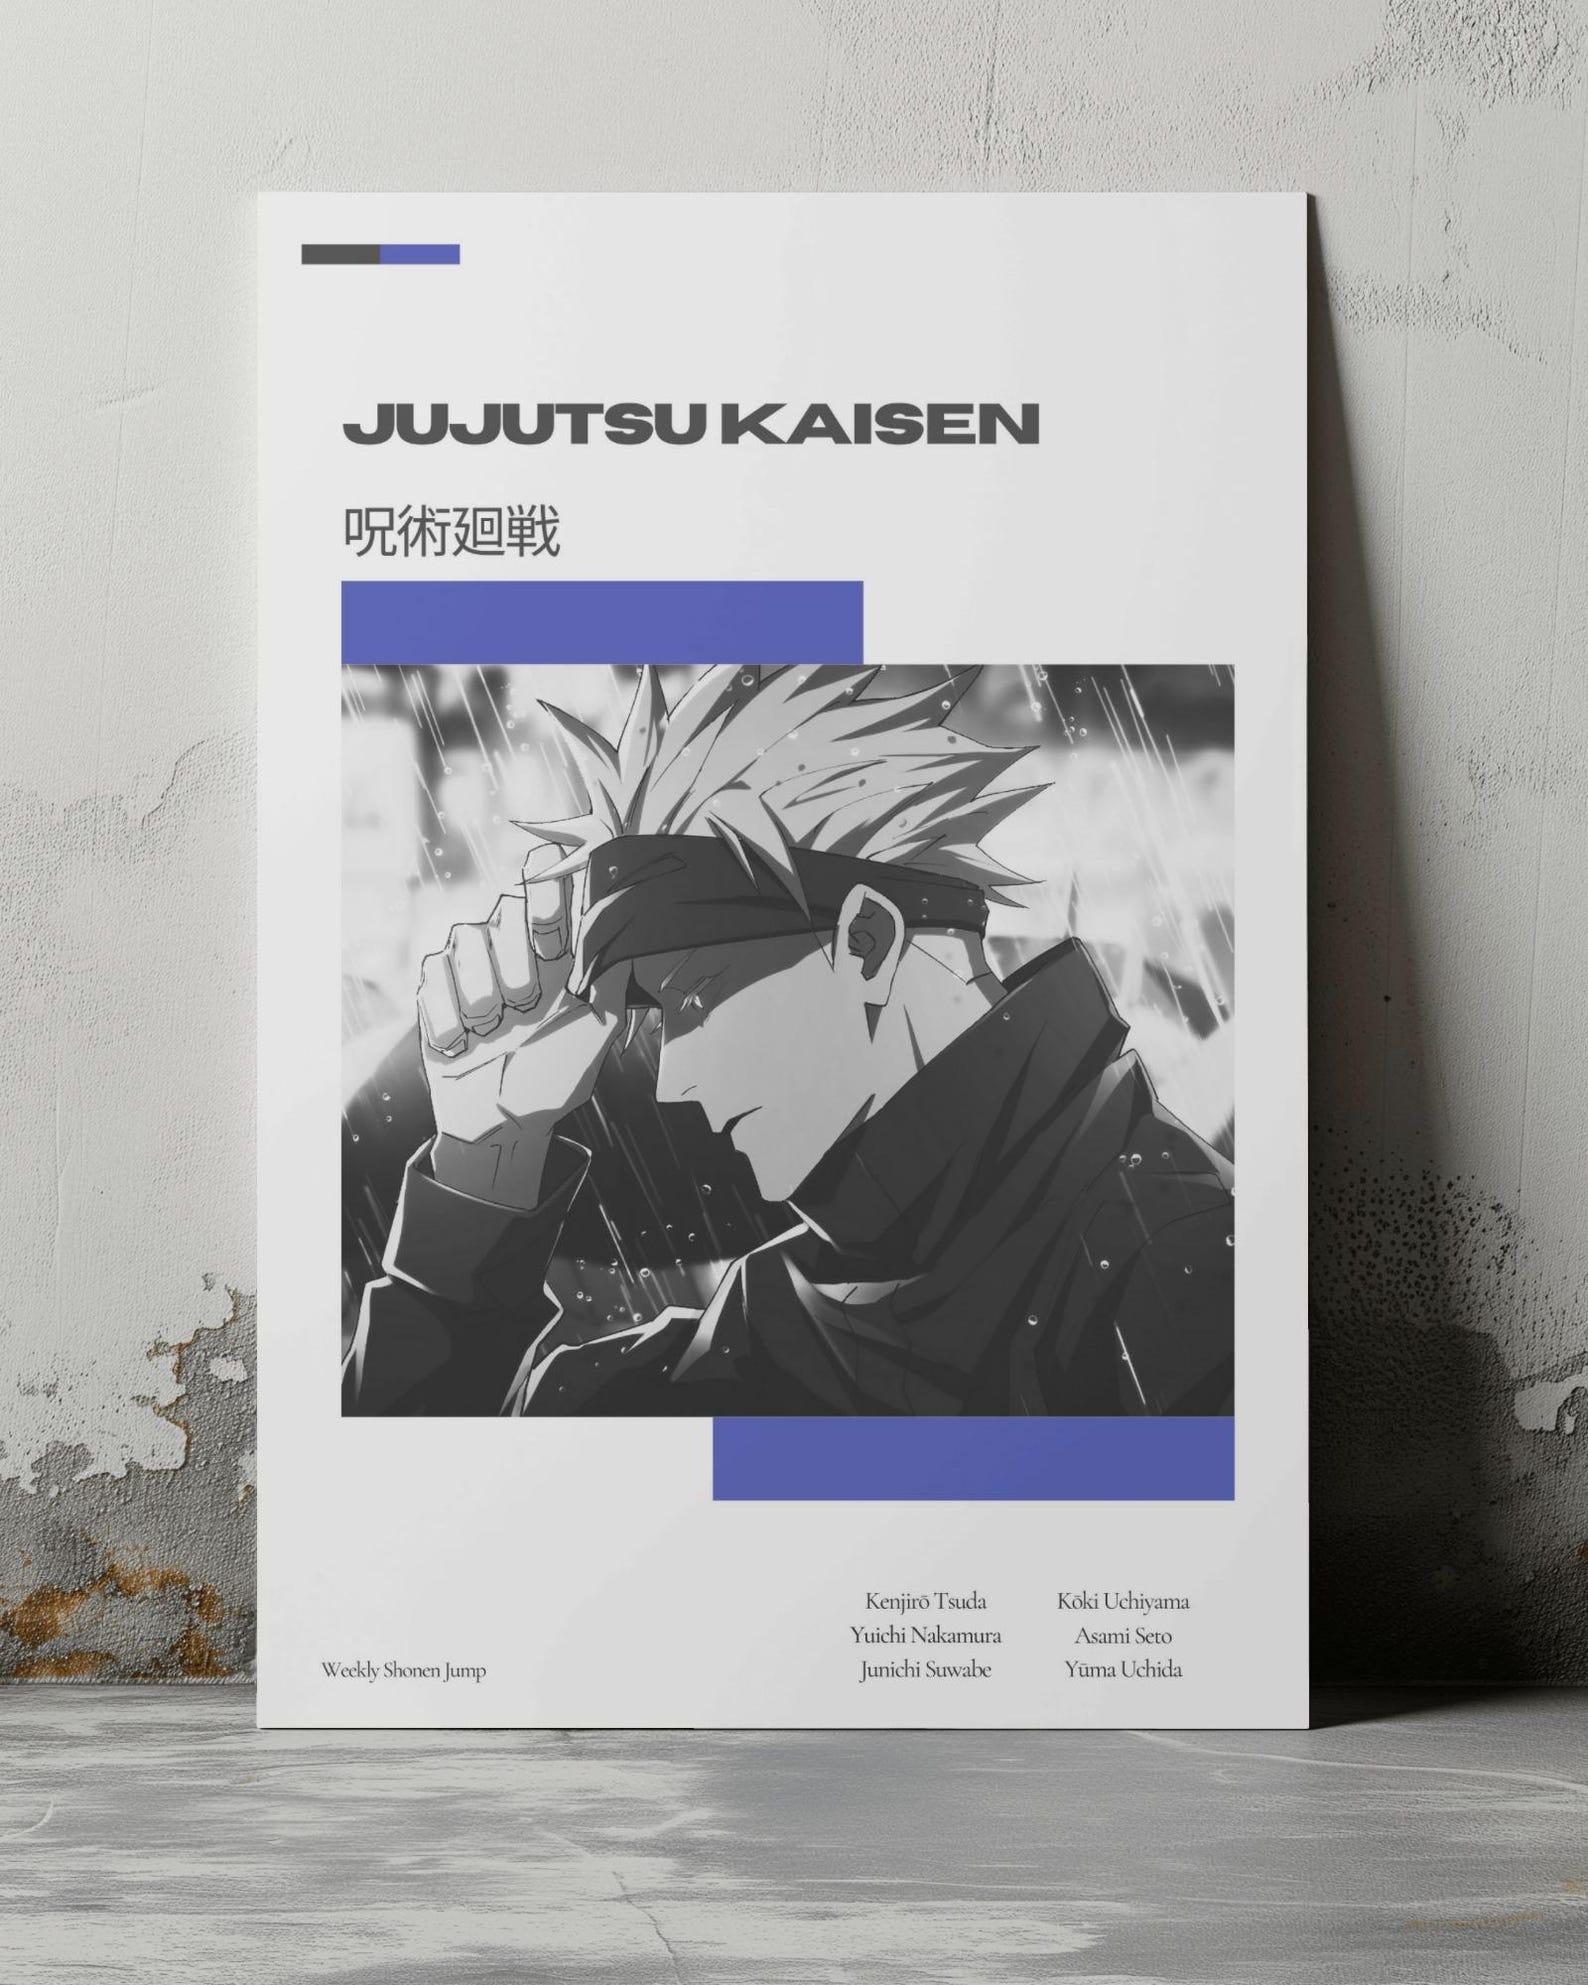 JUJUTSU KAISEN
呪術廻戦
Kenjirō Tsuda
Yuichi Nakamura
Junichi Suwabe
Kōki Uchiyama
Asami Seto
Yūma Uchida
Weekly Shonen Jump